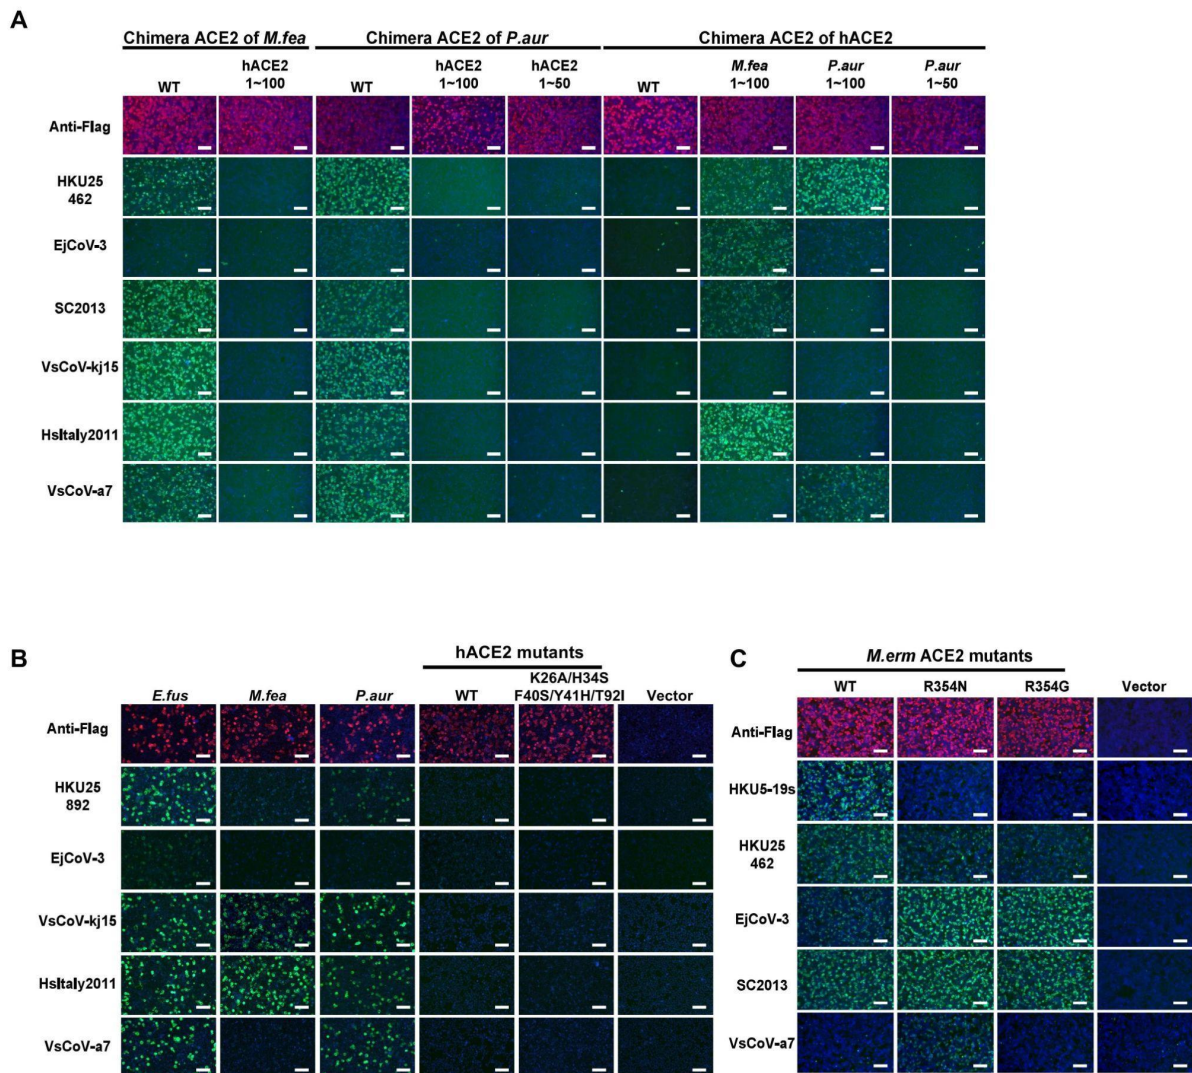 A
Chimera ACE2 of M.fea Chimera ACE2 of P.aur Chimera ACE2 of hACE2
WT hACE2 1~100 WT hACE2 1~100 hACE2 1~50 WT M.fea 1~100 P.aur 1~100 P.aur 1~50
Anti-Flag
HKU25
462
EjCoV-3
SC2013
VsCoV-kj15
HsItaly2011
VsCoV-a7
B
hACE2 mutants
E.fus M.fea P.aur WT K26A/H34S F40S/Y41H/T92I Vector
Anti-Flag
HKU25
892
EjCoV-3
VsCoV-kj15
HsItaly2011
VsCoV-a7
C
M.erm ACE2 mutants
WT R354N R354G Vector
Anti-Flag
HKU5-19s
HKU25
462
EjCoV-3
SC2013
VsCoV-a7